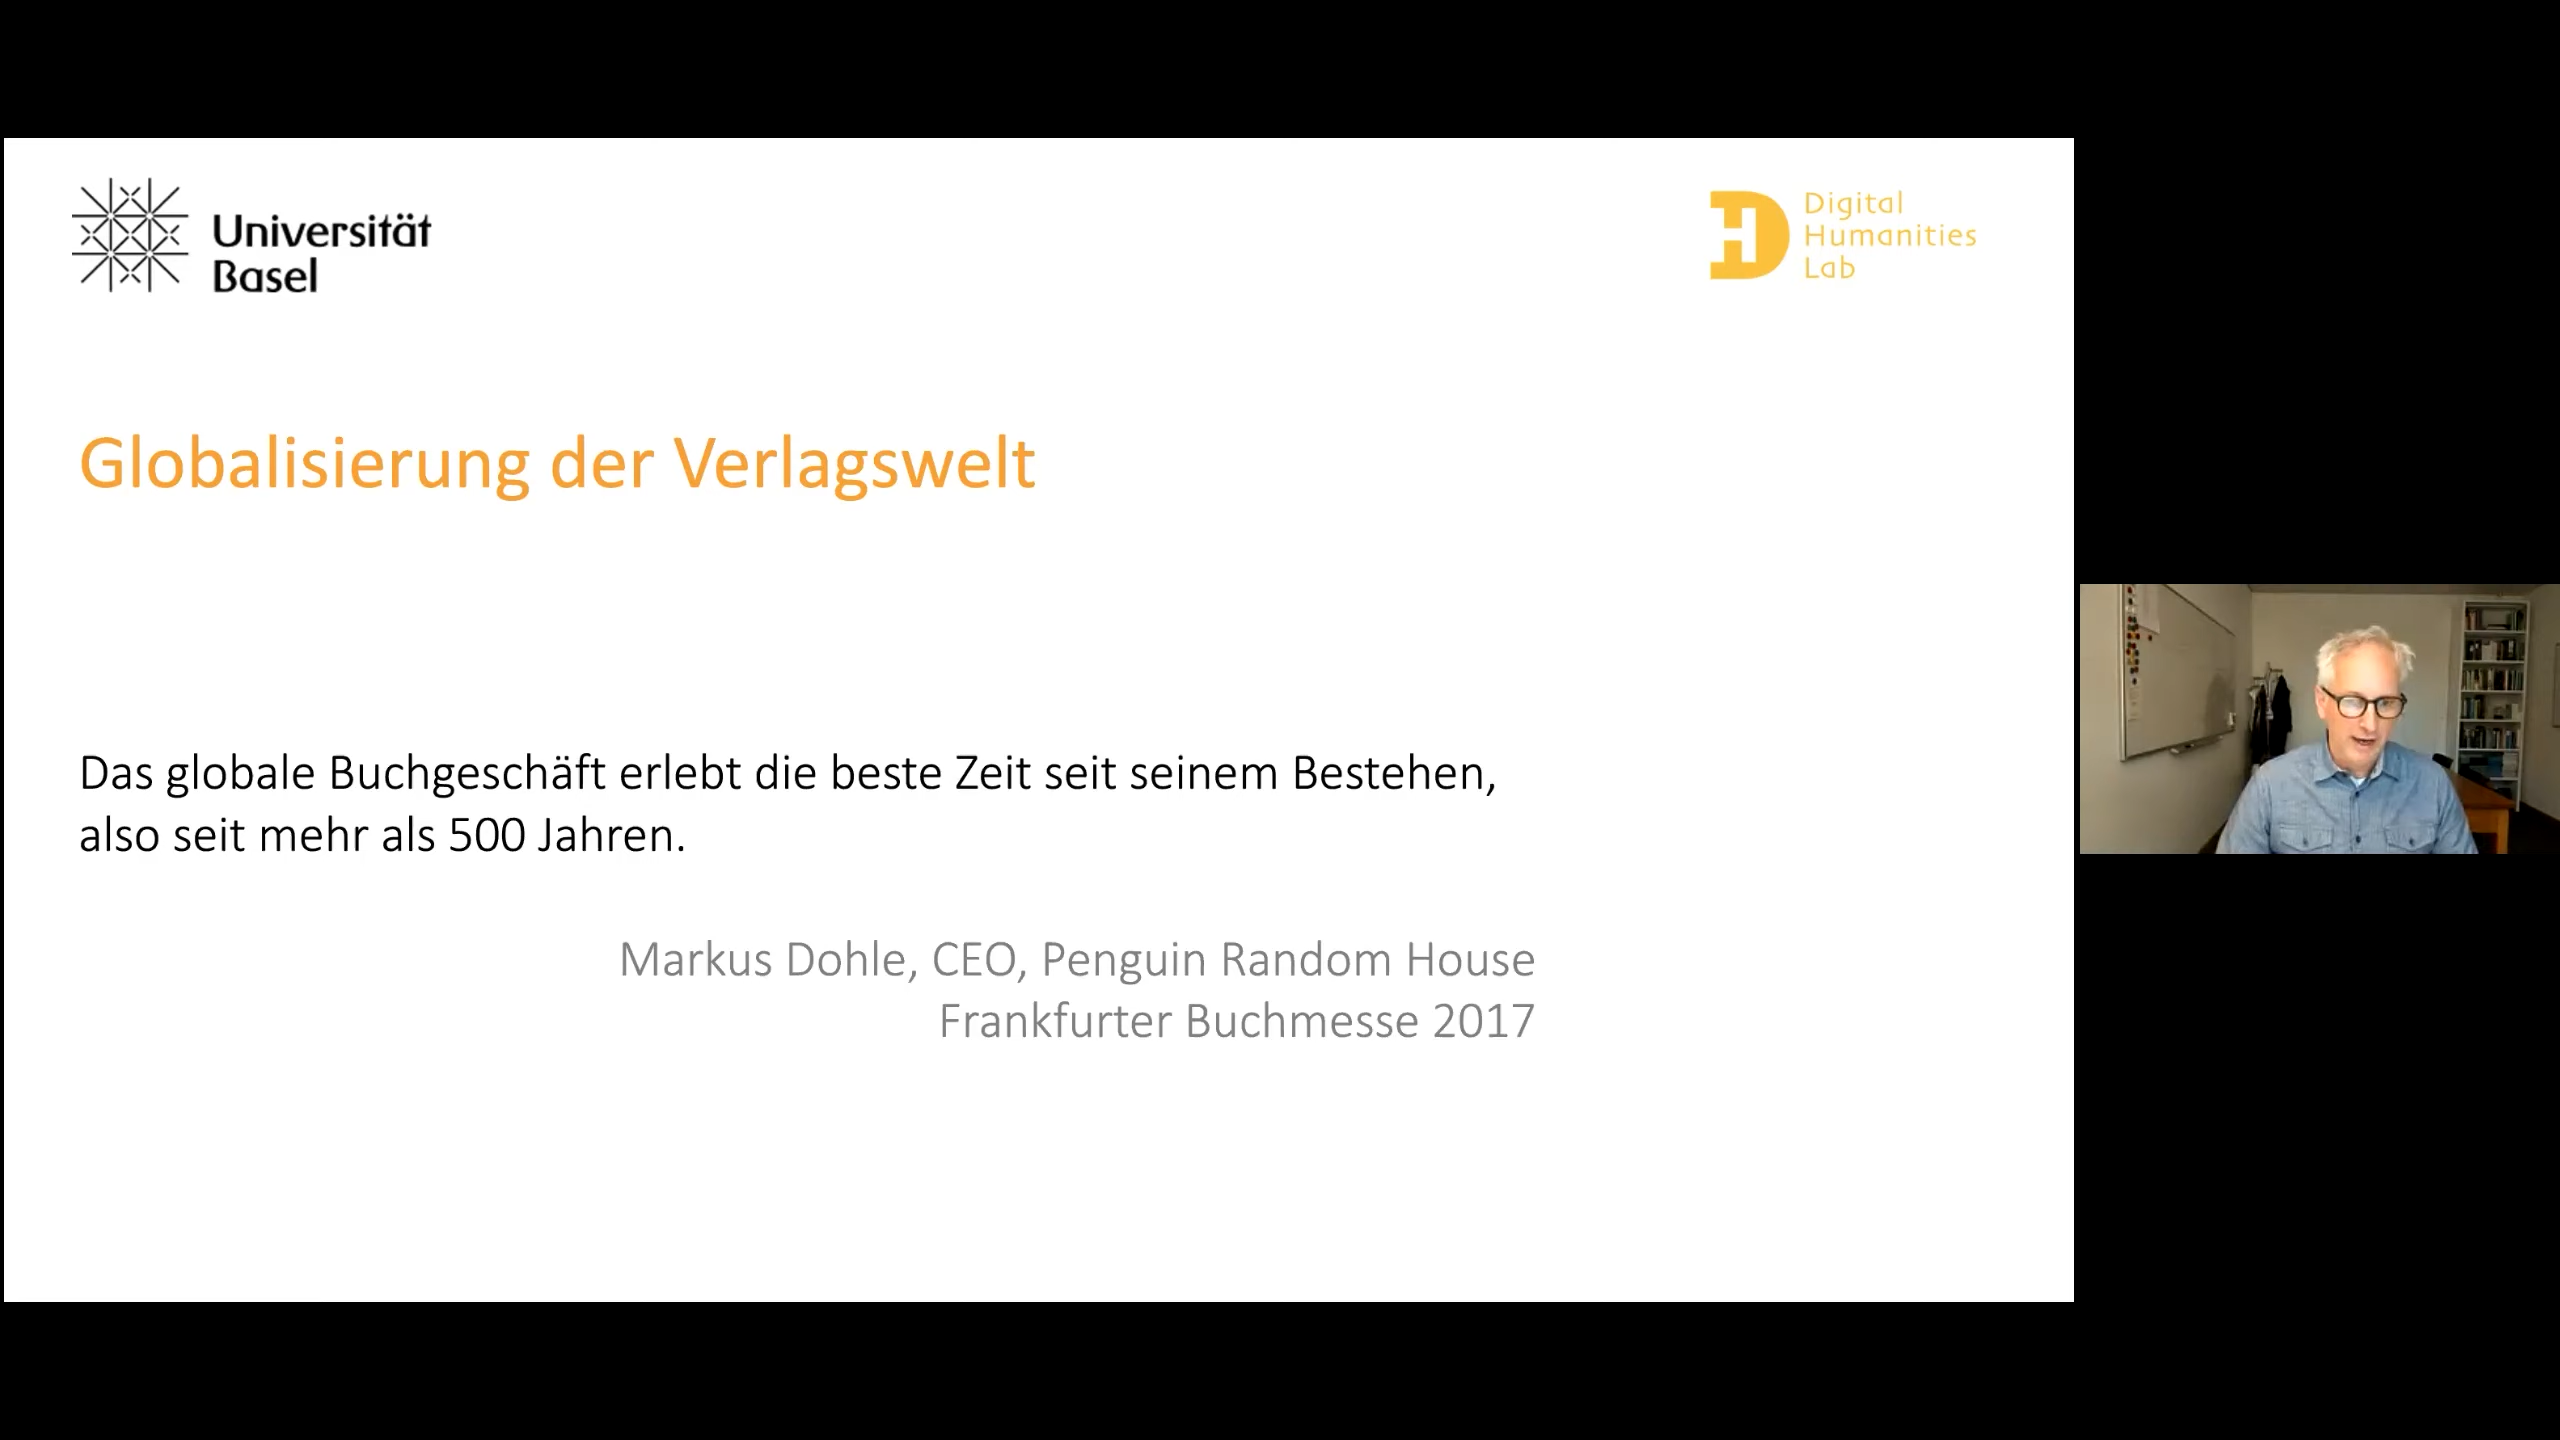 Universität
Basel
Digital
Humanities
Lab
Globalisierung der Verlagswelt
Das globale Buchgeschäft erlebt die beste Zeit seit seinem Bestehen,
also seit mehr als 500 Jahren.
Markus Dohle, CEO, Penguin Random House
Frankfurter Buchmesse 2017